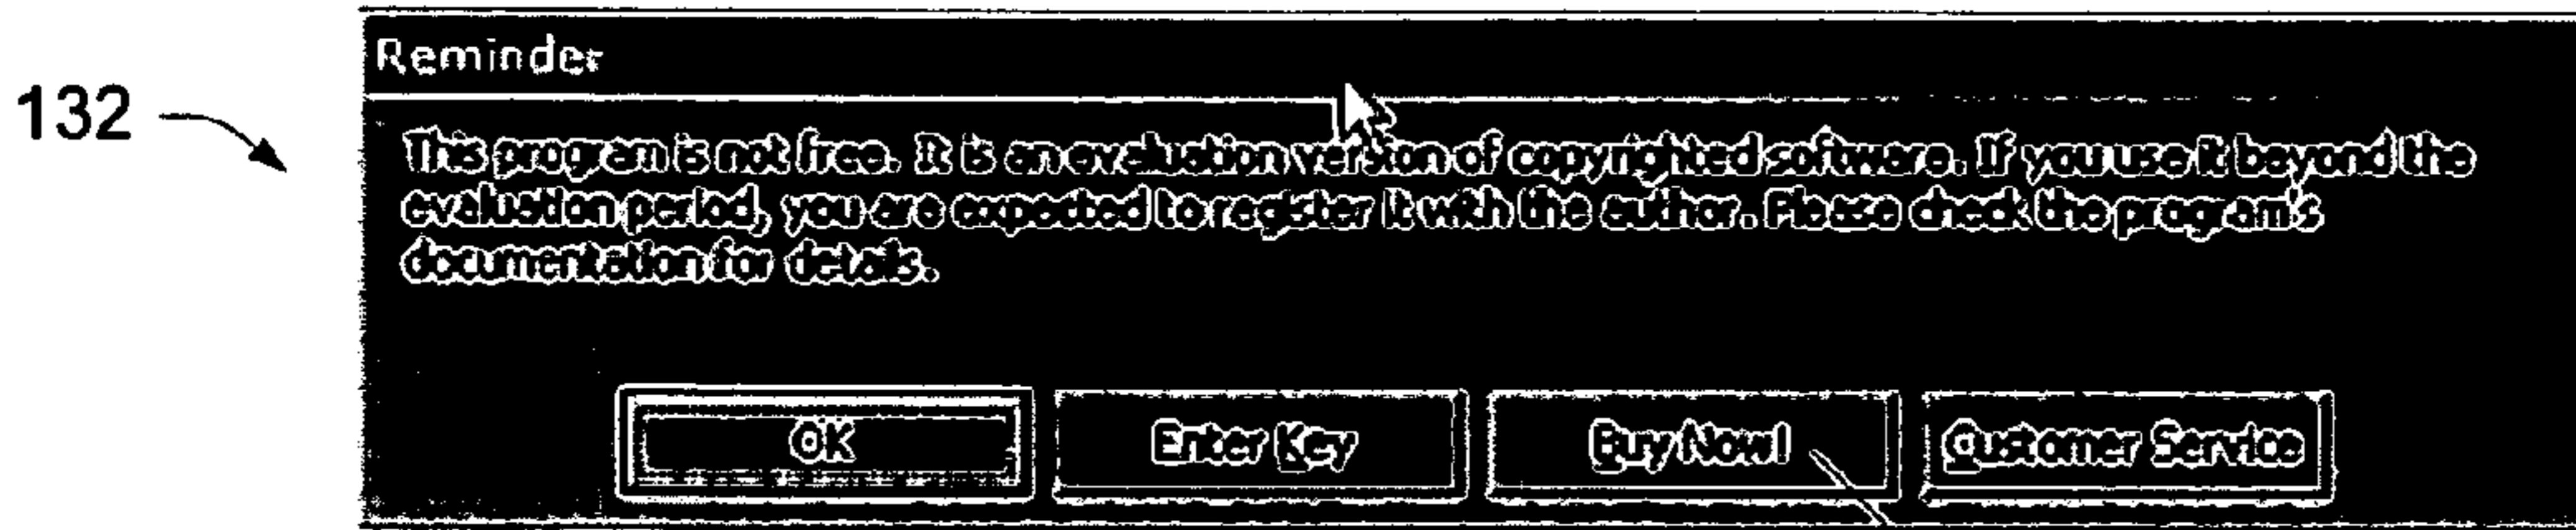 132
Reminder
This program is not free. It is an evaluation version of copyrighted software. If you use it beyond the
evaluation period, you are expected to register it with the author. Please check the program's
documentation for details.
OK Enter Key Buy Now! Customer Service